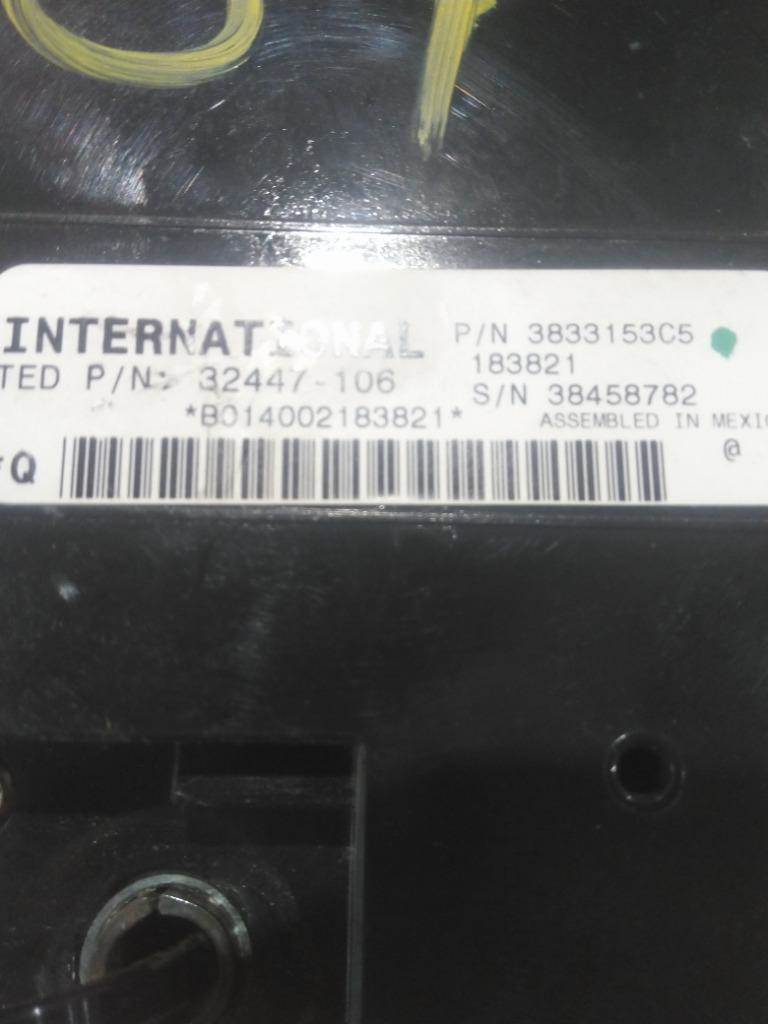 INTERNATIONAL P/N 3833153C5
183821
TED P/N: 32447-106 S/N 38458782
*B014002183821* ASSEMBLED IN MEXIC
*Q @